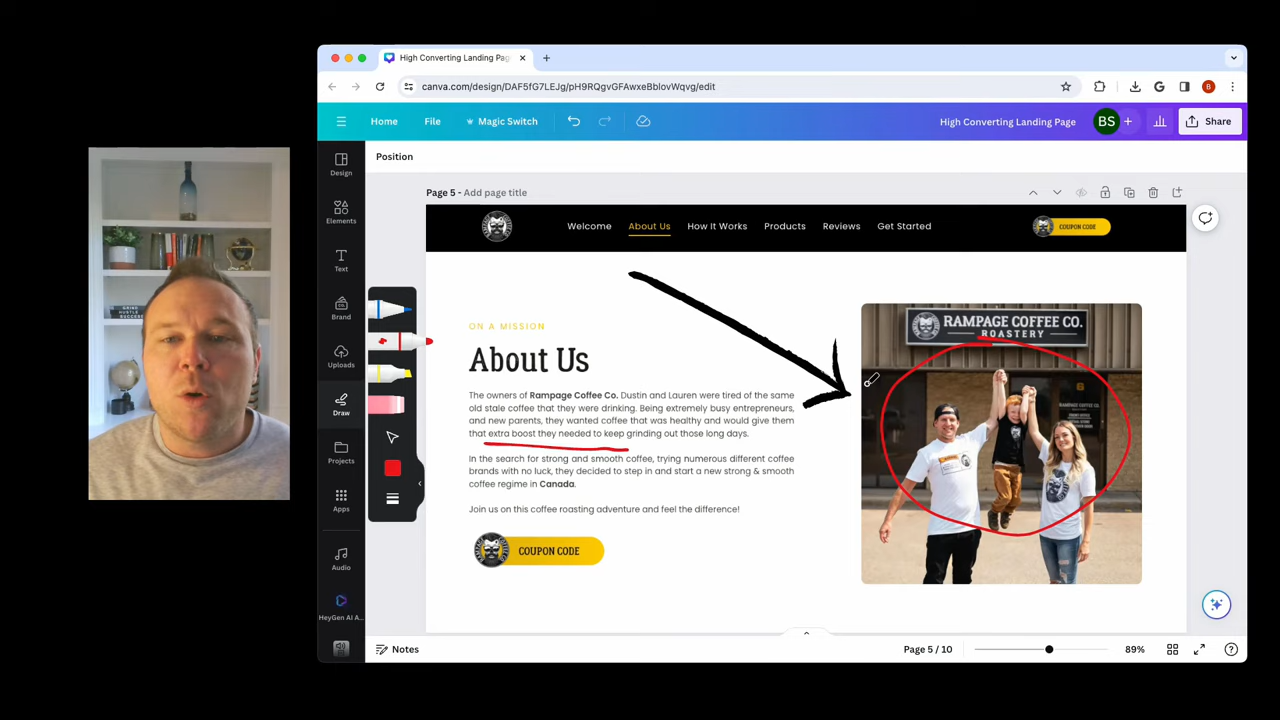 High Converting Landing Pag
canva.com/design/DAF5fG7LEJg/pH9RQgvGFAwxeBblovWqvg/edit
B
Home
File
Magic Switch
High Converting Landing Page
BS
Share
Design
Elements
Text
Brand
Uploads
Draw
Projects
Apps
Audio
HeyGen AI A...
Position
Page 5 - Add page title
Welcome
About Us
How It Works
Products
Reviews
Get Started
COUPON CODE
ON A MISSION
About Us
The owners of Rampage Coffee Co. Dustin and Lauren were tired of the same
old stale coffee that they were drinking. Being extremely busy entrepreneurs,
and new parents, they wanted coffee that was healthy and would give them
that extra boost they needed to keep grinding out those long days.
In the search for strong and smooth coffee, trying numerous different coffee
brands with no luck, they decided to step in and start a new strong & smooth
coffee regime in Canada.
Join us on this coffee roasting adventure and feel the difference!
COUPON CODE
RAMPAGE COFFEE CO.
ROASTERY
Notes
Page 5 / 10
89%